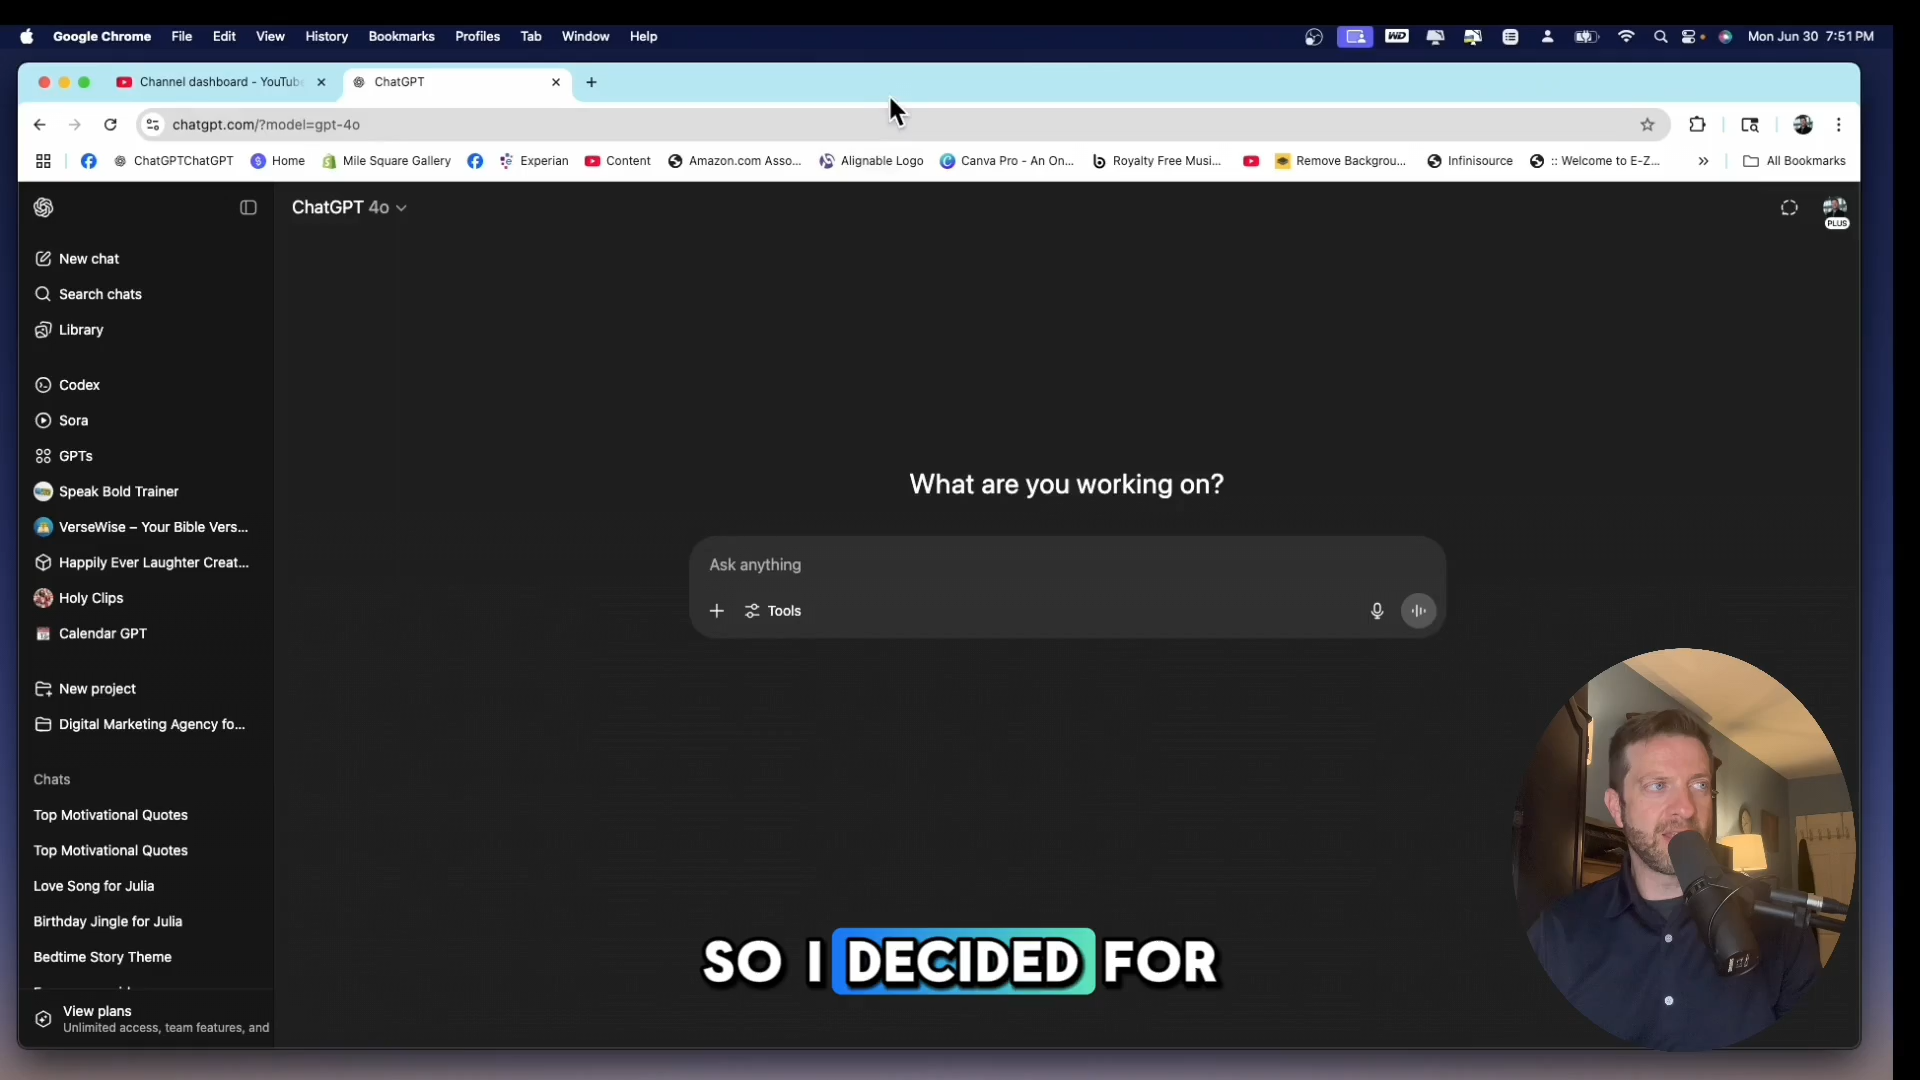 Google Chrome File Edit View History Bookmarks Profiles Tab Window Help WD Mon Jun 30 7:51 PM
Channel dashboard - YouTube ChatGPT
chatgpt.com/?model=gpt-4o
ChatGPTChatGPT Home Mile Square Gallery Experian Content Amazon.com Asso... Alignable Logo Canva Pro - An On... Royalty Free Musi... Remove Backgrou... Infinisource :: Welcome to E-Z... All Bookmarks
ChatGPT 4o
PLUS
New chat
Search chats
Library
Codex
Sora
GPTs
Speak Bold Trainer
VerseWise – Your Bible Vers...
Happily Ever Laughter Creat...
Holy Clips
Calendar GPT
New project
Digital Marketing Agency fo...
Chats
Top Motivational Quotes
Top Motivational Quotes
Love Song for Julia
Birthday Jingle for Julia
Bedtime Story Theme
View plans
Unlimited access, team features, and
What are you working on?
Ask anything
Tools
SO I DECIDED FOR